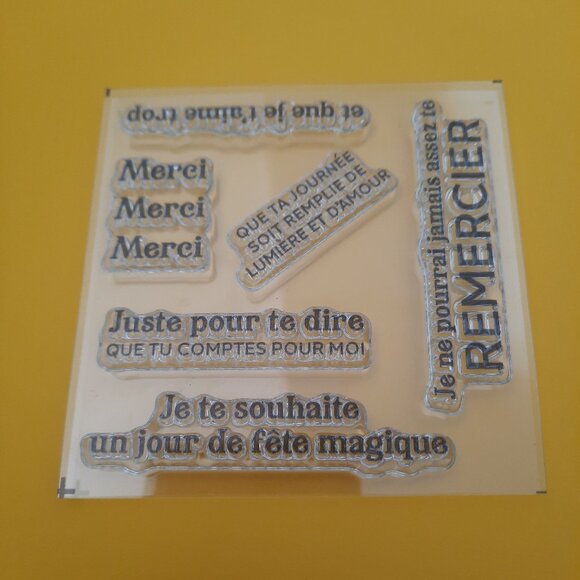 et que je t'aime trop
Merci
Merci
Merci
QUE TA JOURNÉE
SOIT REMPLIE DE
LUMIERE ET D'AMOUR
Je ne pourrai jamais assez te
REMERCIER
Juste pour te dire
QUE TU COMPTES POUR MOI
Je te souhaite
un jour de fête magique